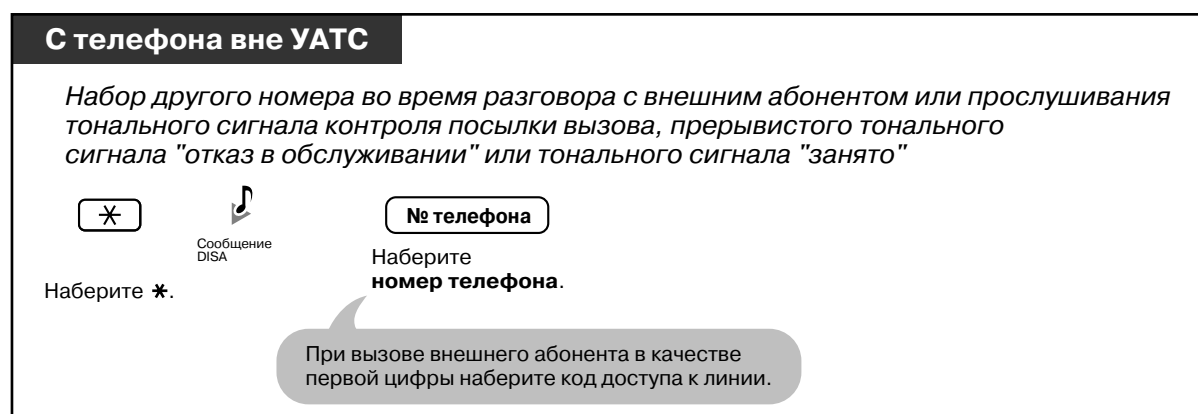 С телефона вне УАТС
Набор другого номера во время разговора с внешним абонентом или прослушивания
тонального сигнала контроля посылки вызова, прерывистого тонального
сигнала "отказ в обслуживании" или тонального сигнала "занято"
Сообщение
DISA
Наберите *.
№ телефона
Наберите
номер телефона.
При вызове внешнего абонента в качестве
первой цифры наберите код доступа к линии.